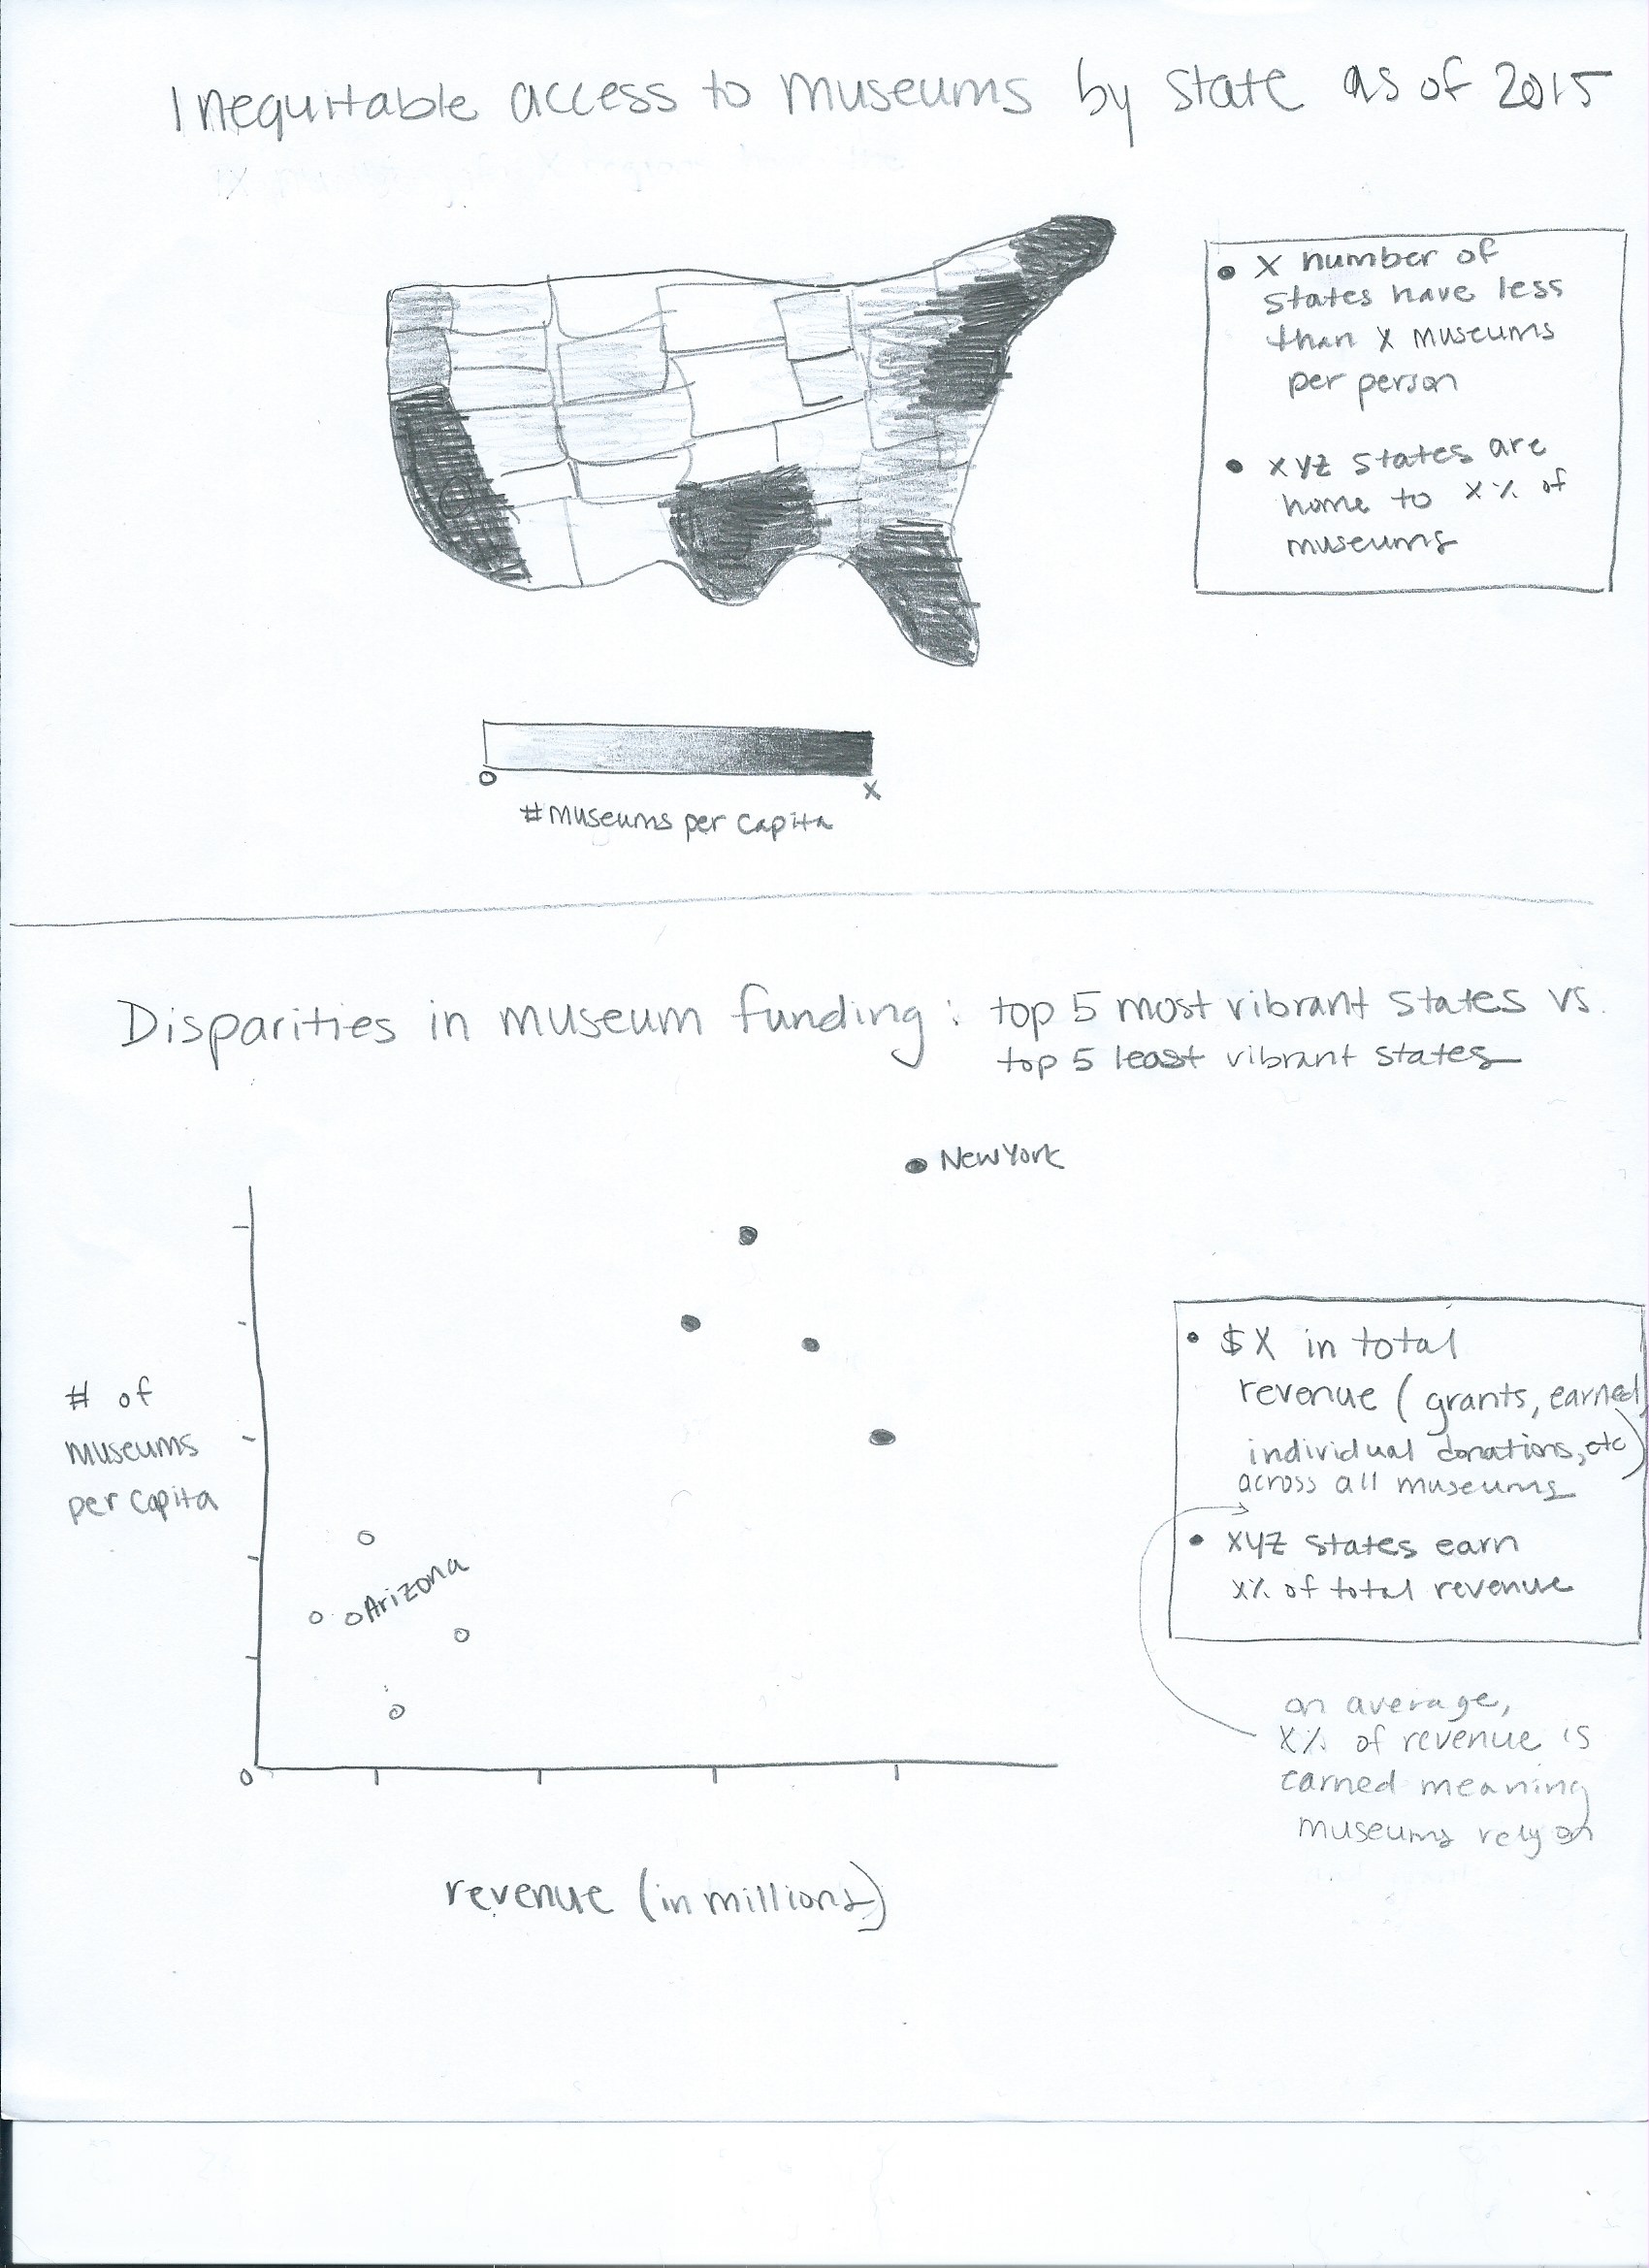 Inequitable access to museums by state as of 2015
• X number of
states have less
than X museums
per person
• XYZ states are
home to X% of
museums
0
X
# museums per capita
Disparities in museum funding : top 5 most vibrant states vs.
top 5 least vibrant states
New York
# of
museums
per capita
Arizona
0
revenue (in millions)
• $X in total
revenue (grants, earned,
individual donations, etc)
across all museums
• XYZ states earn
X% of total revenue
on average,
X% of revenue is
earned meaning
museums rely on